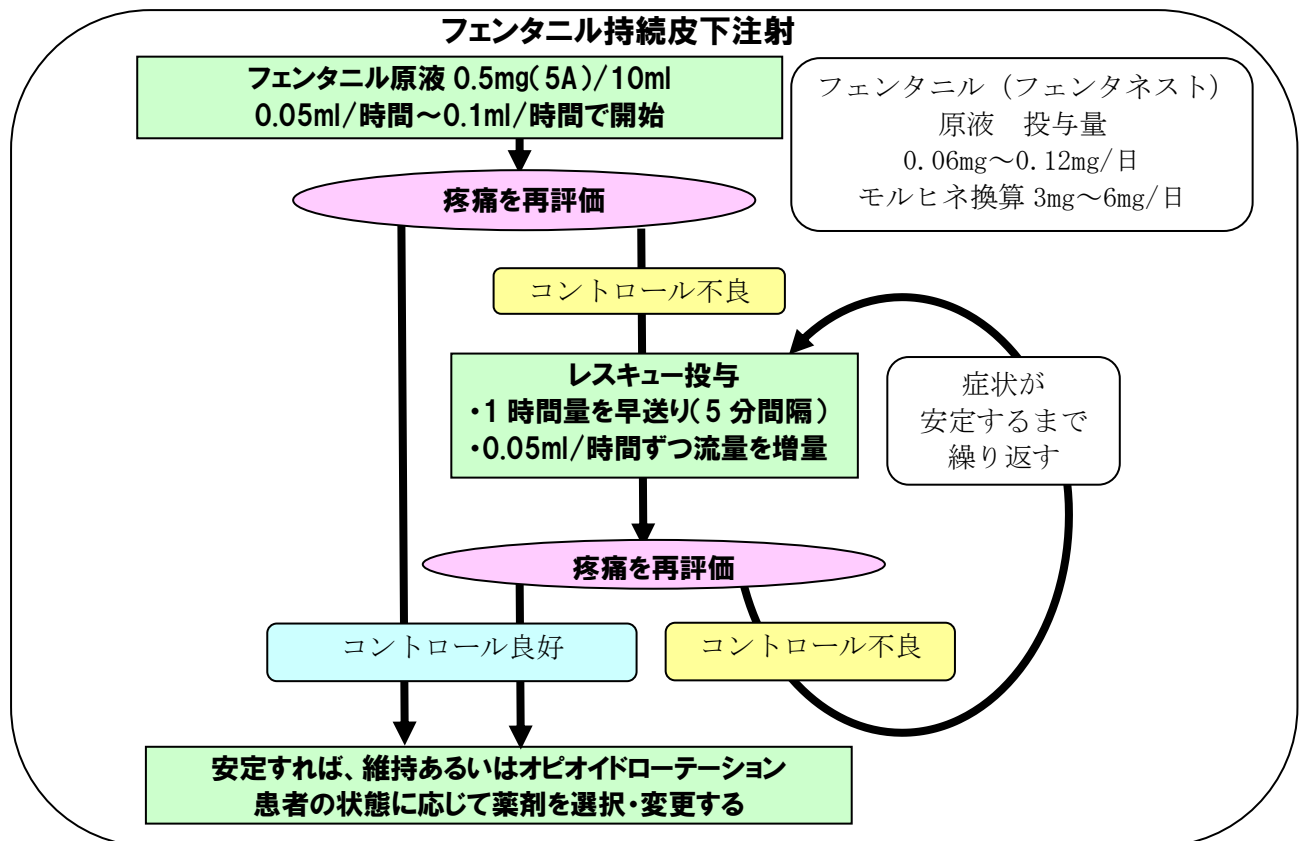 フェンタニル持続皮下注射
フェンタニル原液 0.5mg(5A)/10ml
0.05ml/時間～0.1ml/時間で開始
フェンタニル（フェンタネスト）
原液　投与量
0.06mg～0.12mg/日
モルヒネ換算 3mg～6mg/日
疼痛を再評価
コントロール不良
レスキュー投与
・1時間量を早送り(5分間隔)
・0.05ml/時間ずつ流量を増量
症状が
安定するまで
繰り返す
疼痛を再評価
コントロール良好
コントロール不良
安定すれば、維持あるいはオピオイドローテーション
患者の状態に応じて薬剤を選択・変更する